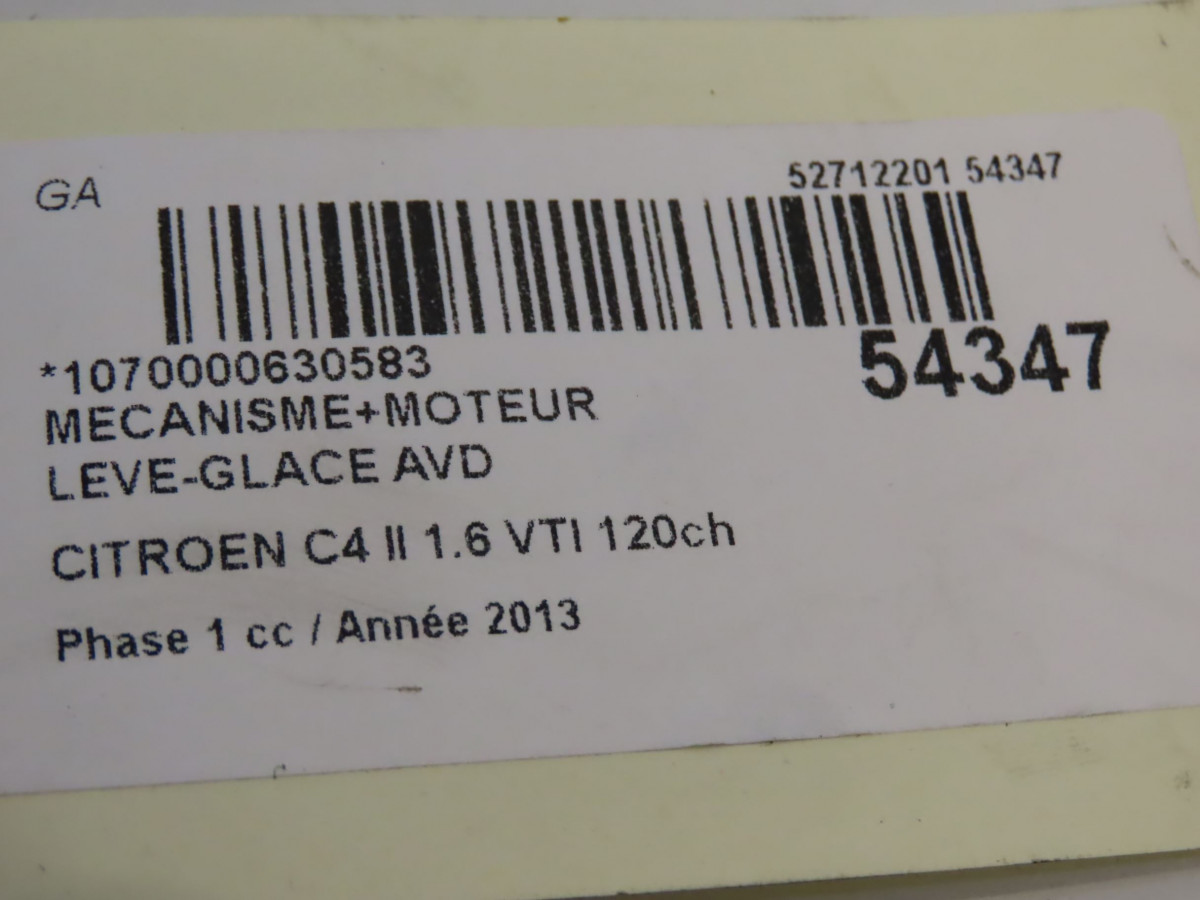 GA
52712201 54347
54347
*1070000630583
MECANISME+MOTEUR
LEVE-GLACE AVD
CITROEN C4 II 1.6 VTI 120ch
Phase 1 cc / Année 2013